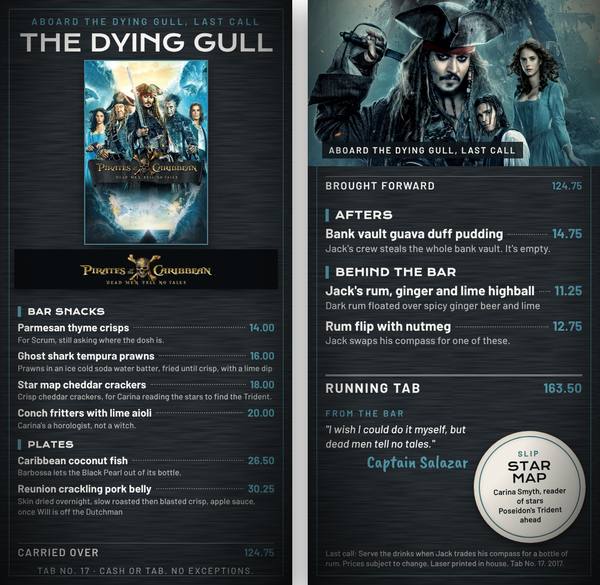 ABOARD THE DYING GULL, LAST CALL
THE DYING GULL
PIRATES OF THE CARIBBEAN
DEAD MEN TELL NO TALES
PIRATES OF THE CARIBBEAN
DEAD MEN TELL NO TALES
BAR SNACKS
Parmesan thyme crisps 14.00
For Scrum, still asking where the dosh is.
Ghost shark tempura prawns 16.00
Prawns in an ice cold soda water batter, fried until crisp, with a lime dip
Star map cheddar crackers 18.00
Crisp cheddar crackers, for Carina reading the stars to find the Trident.
Conch fritters with lime aioli 20.00
Carina's a horologist, not a witch.
PLATES
Caribbean coconut fish 26.50
Barbossa lets the Black Pearl out of its bottle.
Reunion crackling pork belly 30.25
Skin dried overnight, slow roasted then blasted crisp, apple sauce.
once Will is off the Dutchman
CARRIED OVER 124.75
TAB NO. 17 · CASH OR TAB. NO EXCEPTIONS.
ABOARD THE DYING GULL, LAST CALL
BROUGHT FORWARD 124.75
AFTERS
Bank vault guava duff pudding 14.75
Jack's crew steals the whole bank vault. It's empty.
BEHIND THE BAR
Jack's rum, ginger and lime highball 11.25
Dark rum floated over spicy ginger beer and lime
Rum flip with nutmeg 12.75
Jack swaps his compass for one of these.
RUNNING TAB 163.50
FROM THE BAR
"I wish I could do it myself, but
dead men tell no tales."
Captain Salazar
SLIP
STAR
MAP
Carina Smyth, reader
of stars
Poseidon's Trident
ahead
Last call: Serve the drinks when Jack trades his compass for a bottle of
rum. Prices subject to change. Laser printed in house. Tab No. 17. 2017.